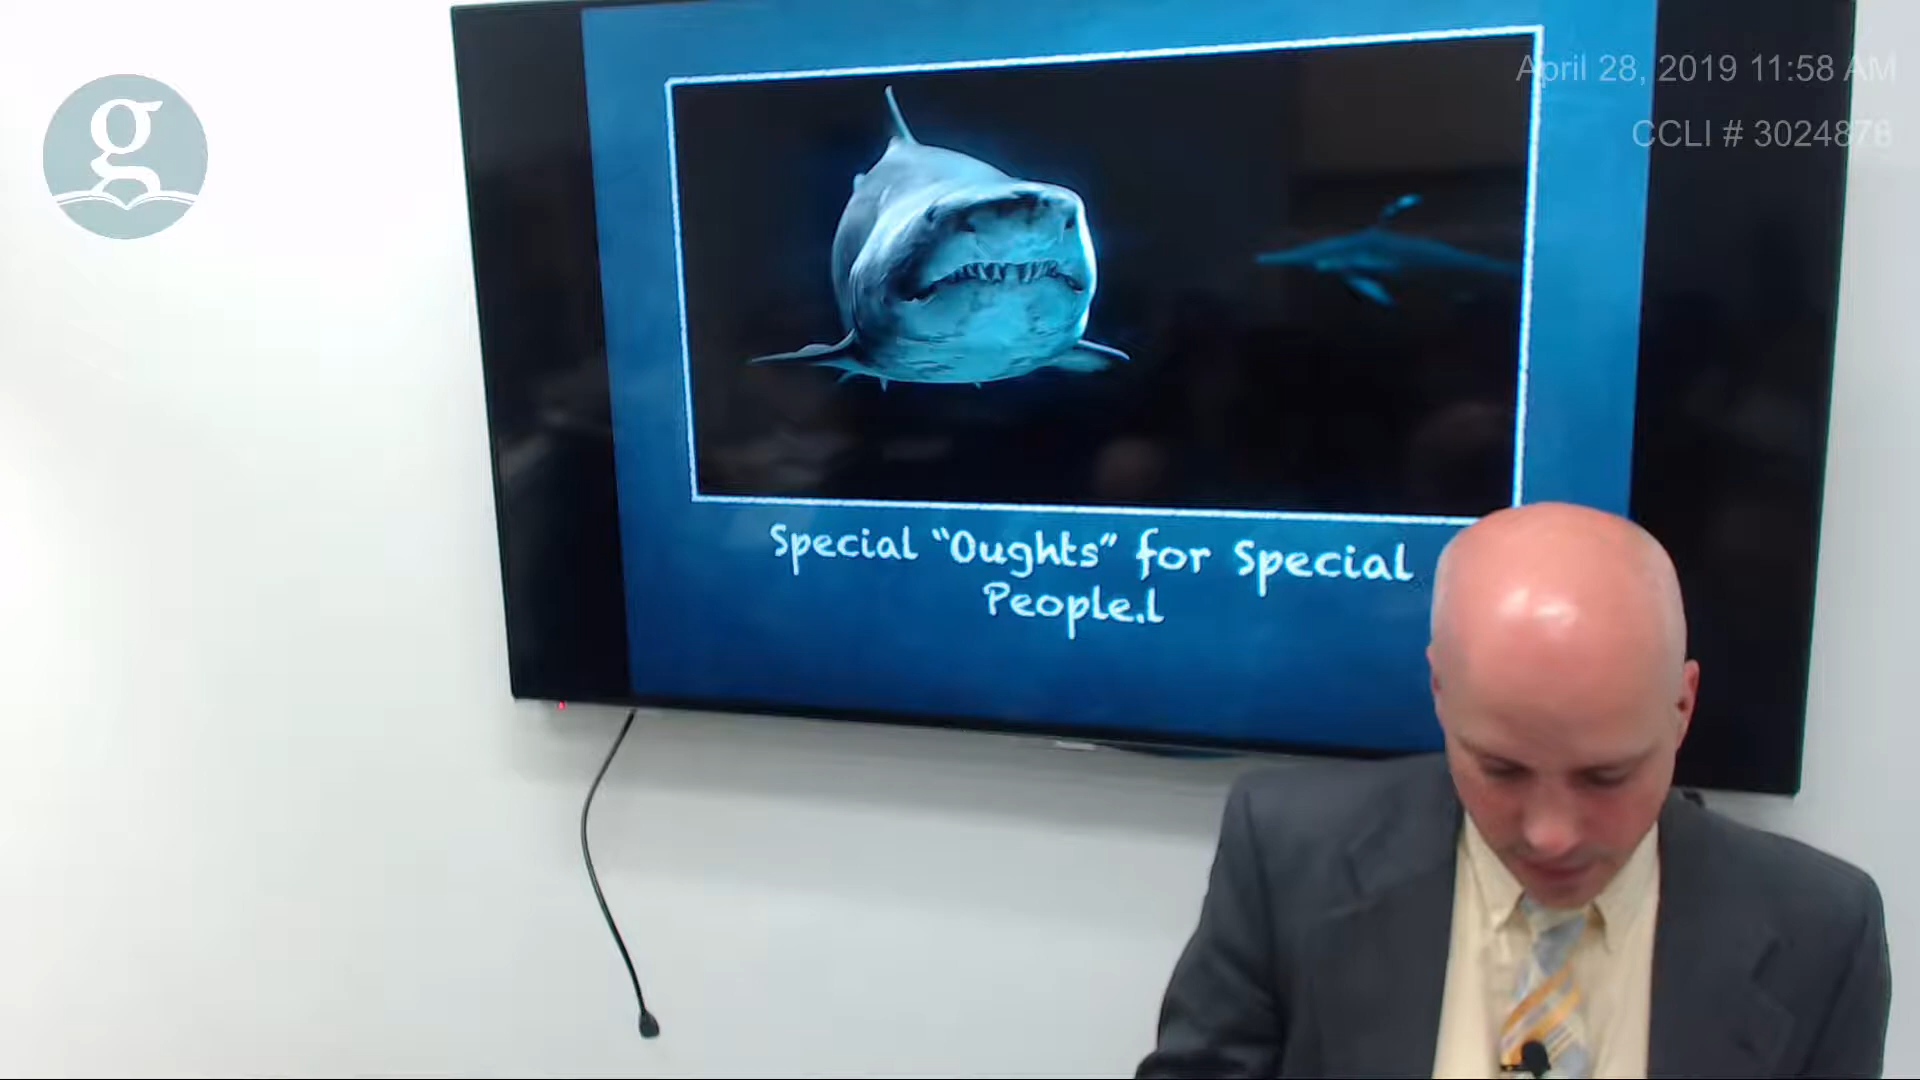 g
April 28, 2019 11:58 AM
CCLI # 3024878
Special “Oughts” for Special
People.l